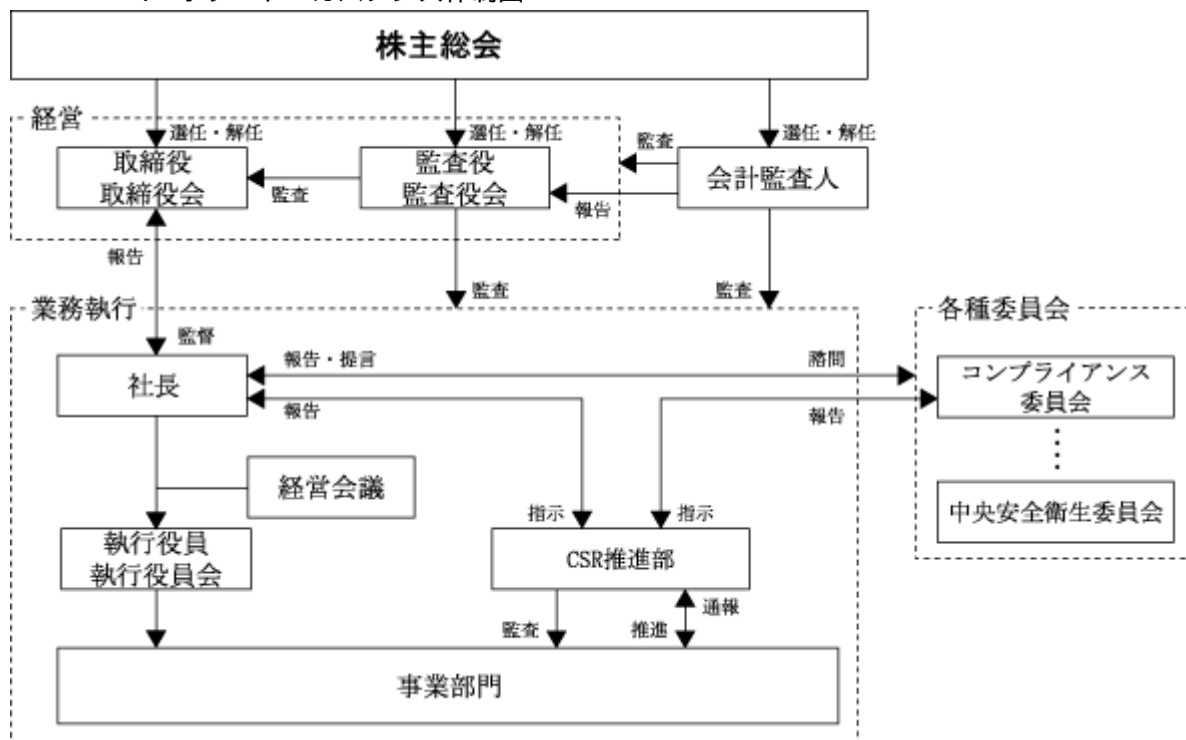 株主総会
経営
選任・解任
選任・解任
選任・解任
取締役
取締役会
監査
監査役
監査役会
監査
報告
会計監査人
報告
監査
監査
業務執行
監督
社長
報告・提言
諮問
報告
報告
経営会議
執行役員
執行役員会
指示
指示
CSR推進部
監査
推進
通報
事業部門
各種委員会
コンプライアンス
委員会
中央安全衛生委員会